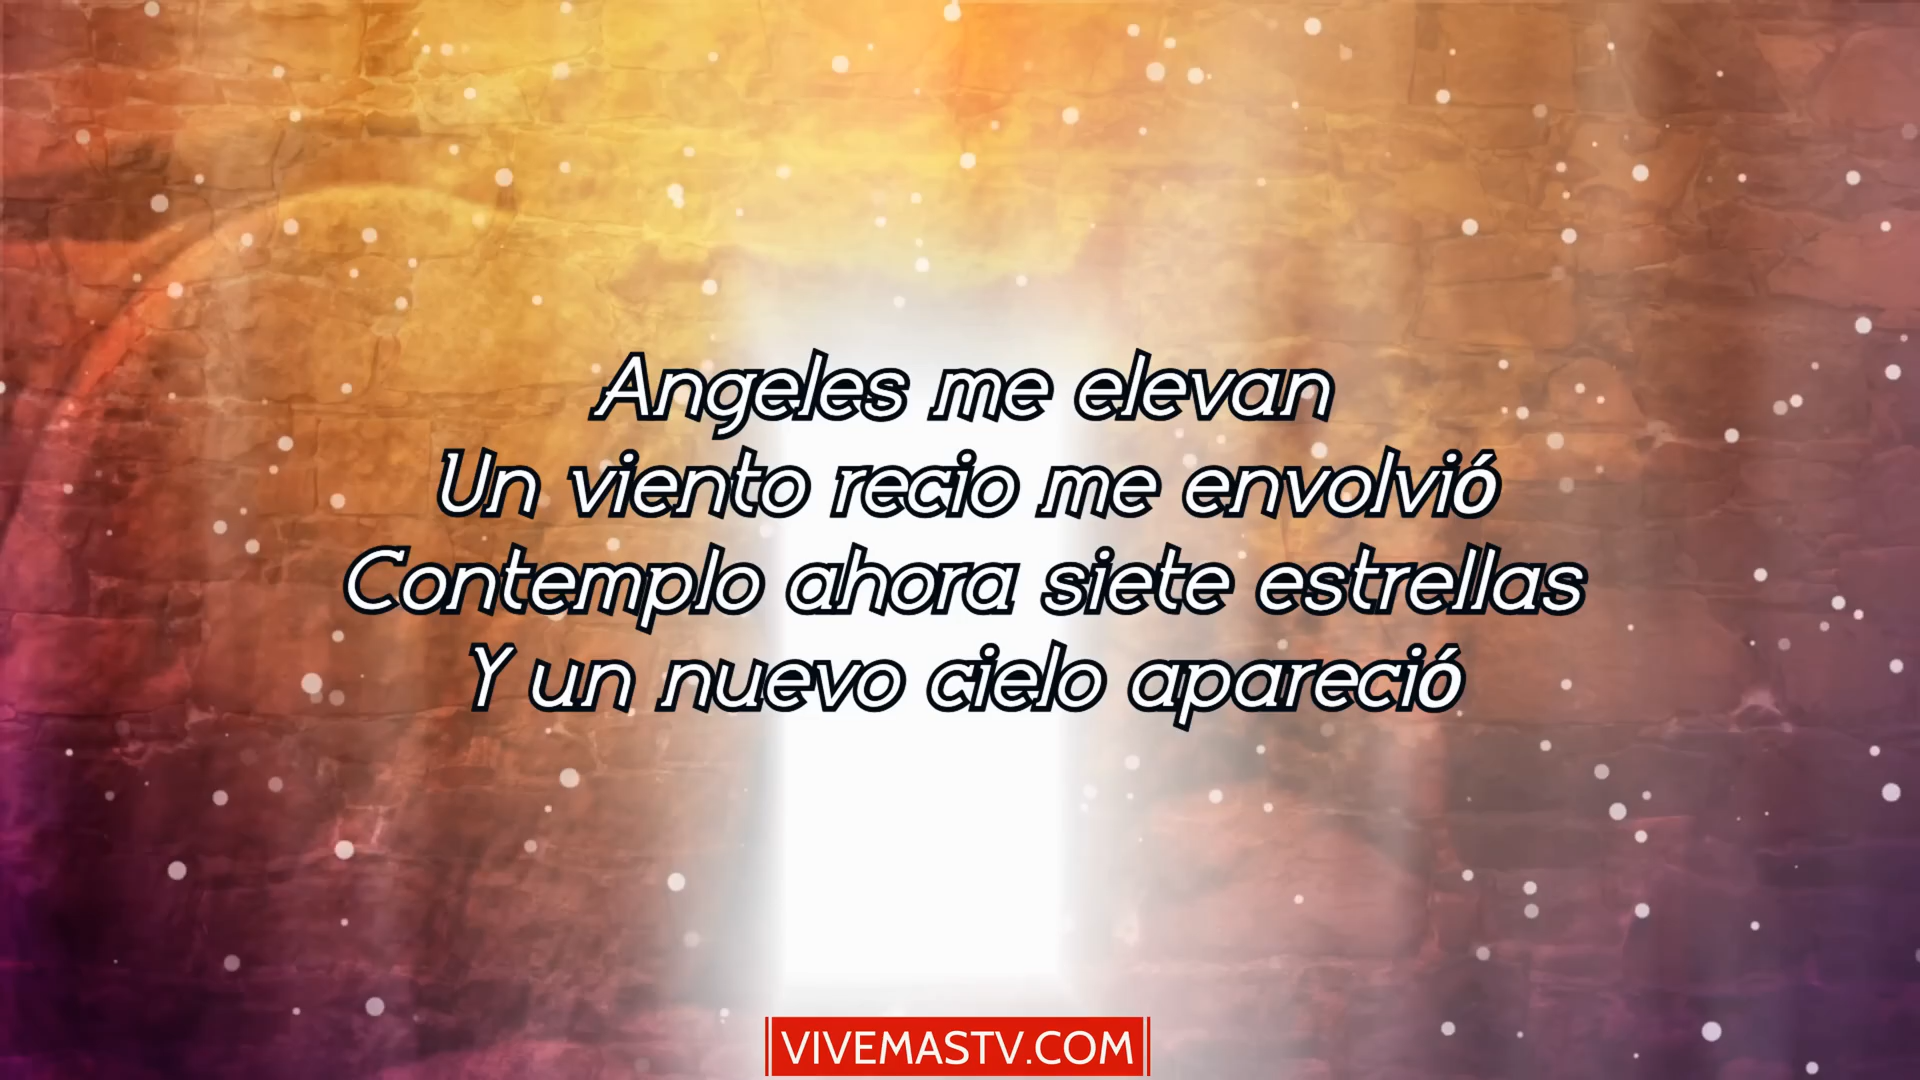 Angeles me elevan
Un viento recio me envolvió
Contemplo ahora siete estrellas
Y un nuevo cielo apareció
VIVEMASTV.COM